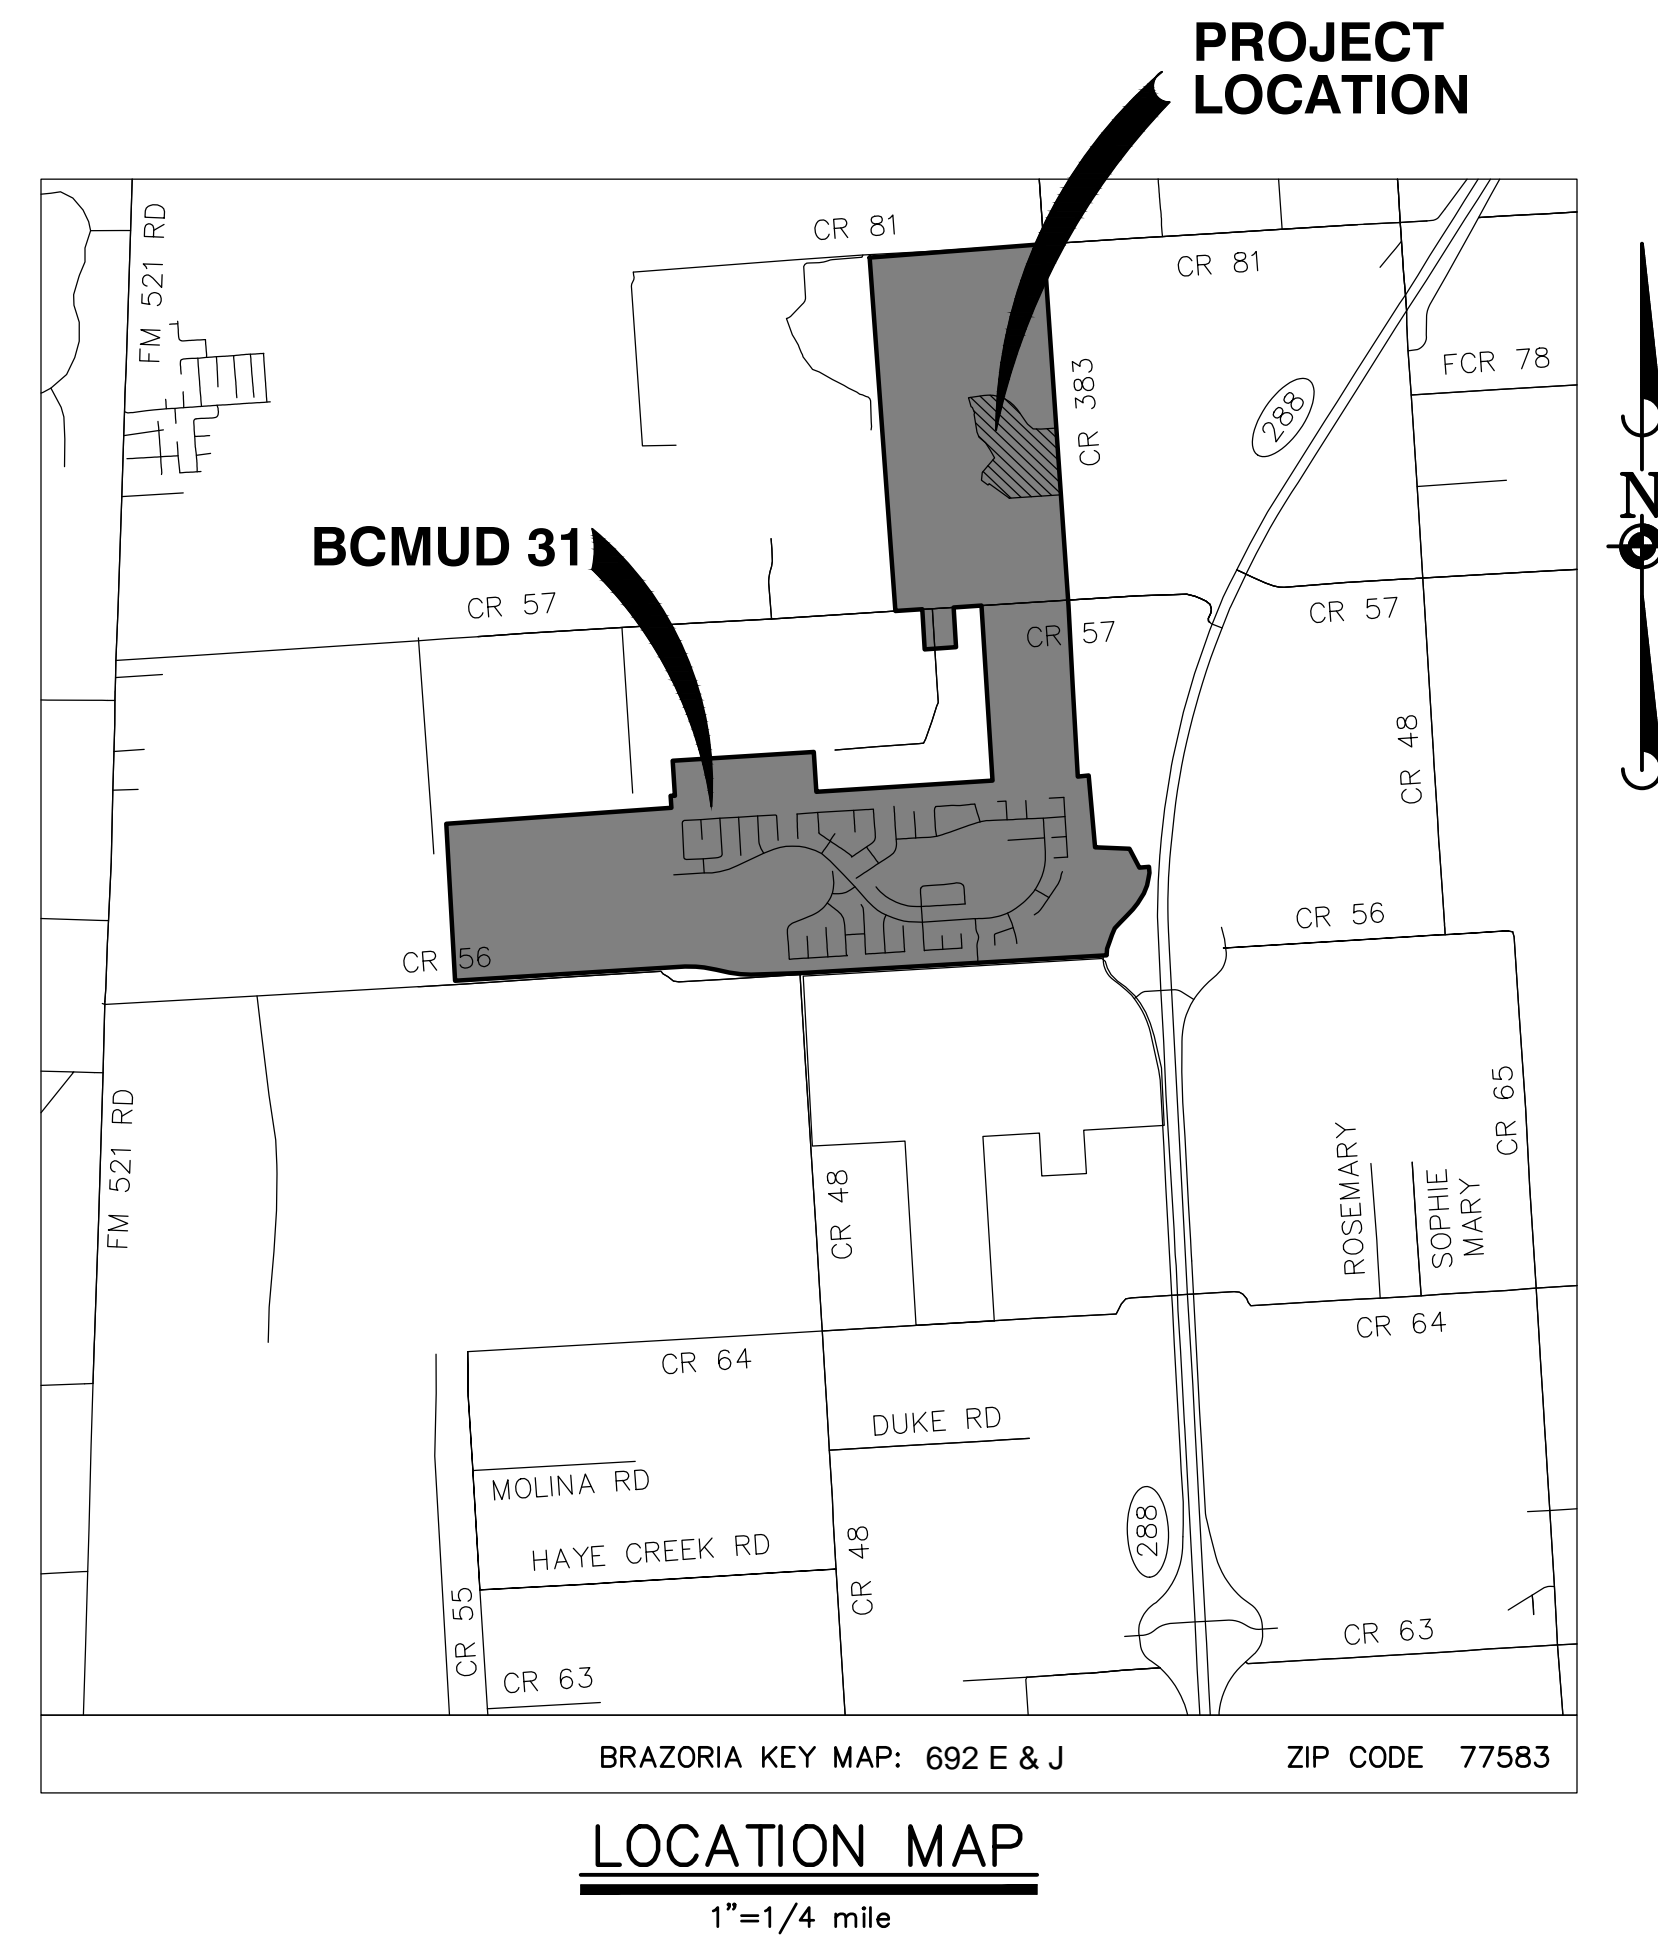 PROJECT
LOCATION
CR 81
FM 521 RD
CR 81
FCR 78
CR 383
288
N
BCMUD 31
CR 57
CR 57
CR 57
CR 48
CR 56
CR 56
CR 65
FM 521 RD
CR 48
ROSEMARY
SOPHIE
MARY
CR 64
CR 64
DUKE RD
MOLINA RD
288
HAYE CREEK RD
CR 48
CR 55
CR 63
CR 63
BRAZORIA KEY MAP: 692 E & J
ZIP CODE 77583
LOCATION MAP
1"=1/4 mile